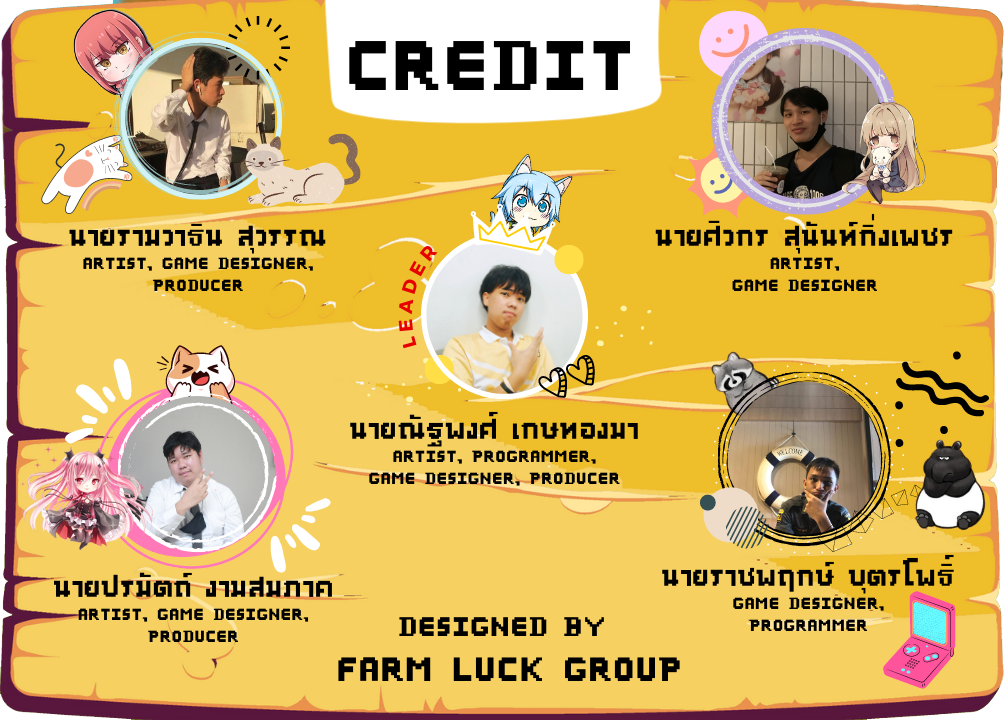 CREDIT
นายรามวาธิน สุวรรณ
ARTIST, GAME DESIGNER,
PRODUCER
นายศิวกร สุนันท์กิ่งเพชร
ARTIST,
GAME DESIGNER
LEADER
นายณัฐพงศ์ เกษทองมา
ARTIST, PROGRAMMER,
GAME DESIGNER, PRODUCER
นายปรมัตถ์ งามสมภาค
ARTIST, GAME DESIGNER,
PRODUCER
WELCOME
นายราชพฤกษ์ บุตรโพธิ์
GAME DESIGNER,
PROGRAMMER
DESIGNED BY
FARM LUCK GROUP